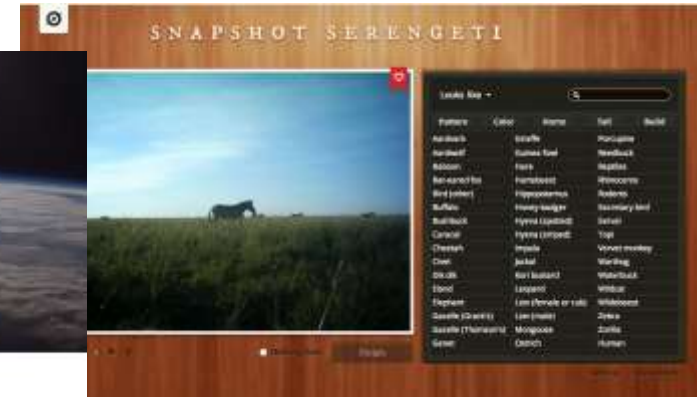 SNAPSHOT SERENGETI
Looks like
Pattern Color Horns Tail Build
Aardvark Giraffe Porcupine
Aardwolf Guinea fowl Reedbuck
Baboon Hare Reptiles
Bat-eared fox Hartebeest Rhinoceros
Bird (other) Hippopotamus Rodents
Buffalo Honey-badger Secretary bird
Bushbuck Hyena (spotted) Serval
Caracal Hyena (striped) Topi
Cheetah Impala Vervet monkey
Civet Jackal Warthog
Dik dik Kori bustard Waterbuck
Eland Leopard Wildcat
Elephant Lion (female or cub) Wildebeest
Gazelle (Grant's) Lion (male) Zebra
Gazelle (Thomson's) Mongoose Zorilla
Genet Ostrich Human